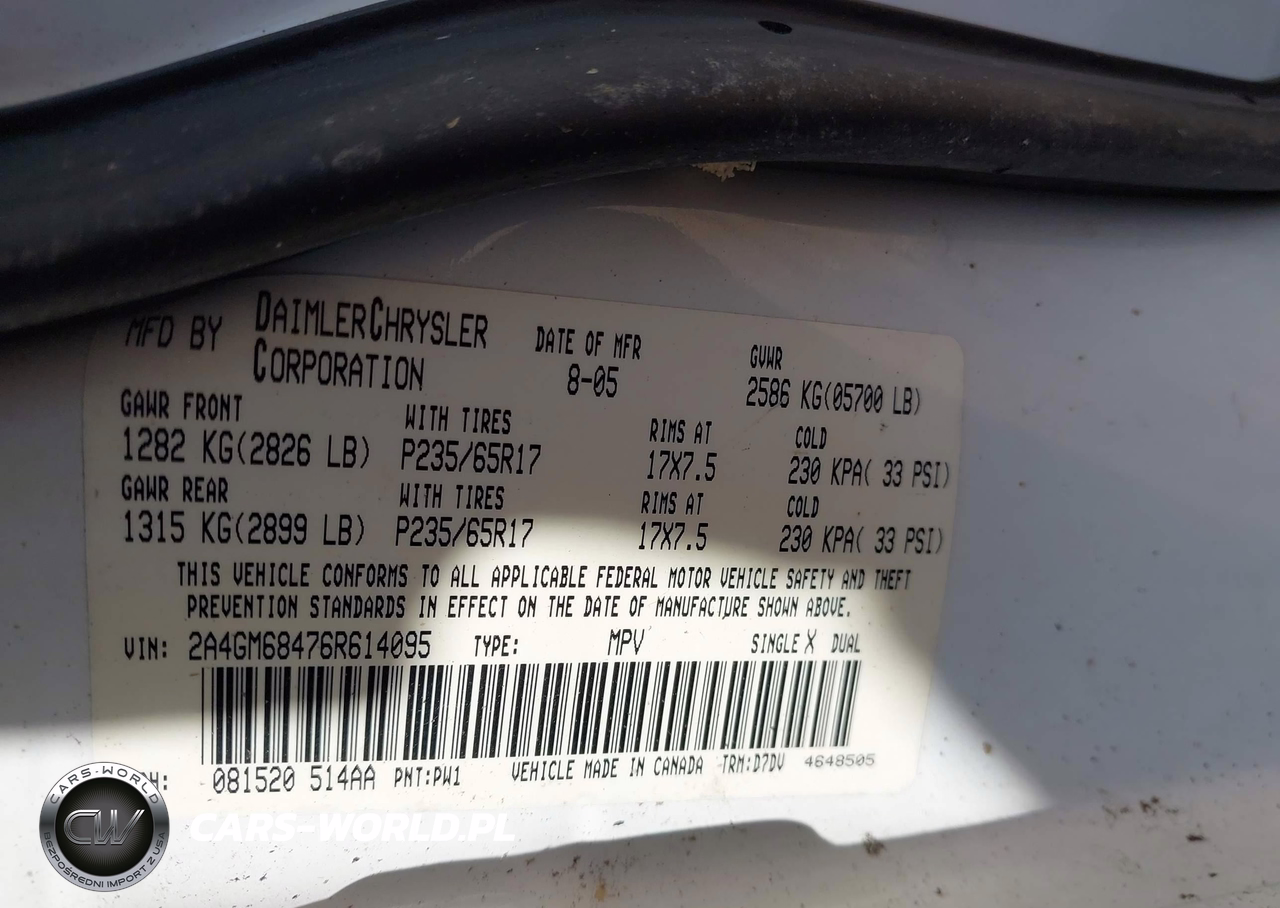 MFD BY DAIMLERCHRYSLER CORPORATION DATE OF MFR 8-05 GVWR 2586 KG(05700 LB)
GAWR FRONT WITH TIRES RIMS AT COLD
1282 KG(2826 LB) P235/65R17 17X7.5 230 KPA( 33 PSI)
GAWR REAR WITH TIRES RIMS AT COLD
1315 KG(2899 LB) P235/65R17 17X7.5 230 KPA( 33 PSI)
THIS VEHICLE CONFORMS TO ALL APPLICABLE FEDERAL MOTOR VEHICLE SAFETY AND THEFT
PREVENTION STANDARDS IN EFFECT ON THE DATE OF MANUFACTURE SHOWN ABOVE.
VIN: 2A4GM68476R614095 TYPE: MPV SINGLE X DUAL
081520 514AA PNT:PW1 VEHICLE MADE IN CANADA TRM:D7DV 4648505
CARS-WORLD
CW
BEZPOŚREDNI IMPORT Z USA
CARS-WORLD.PL